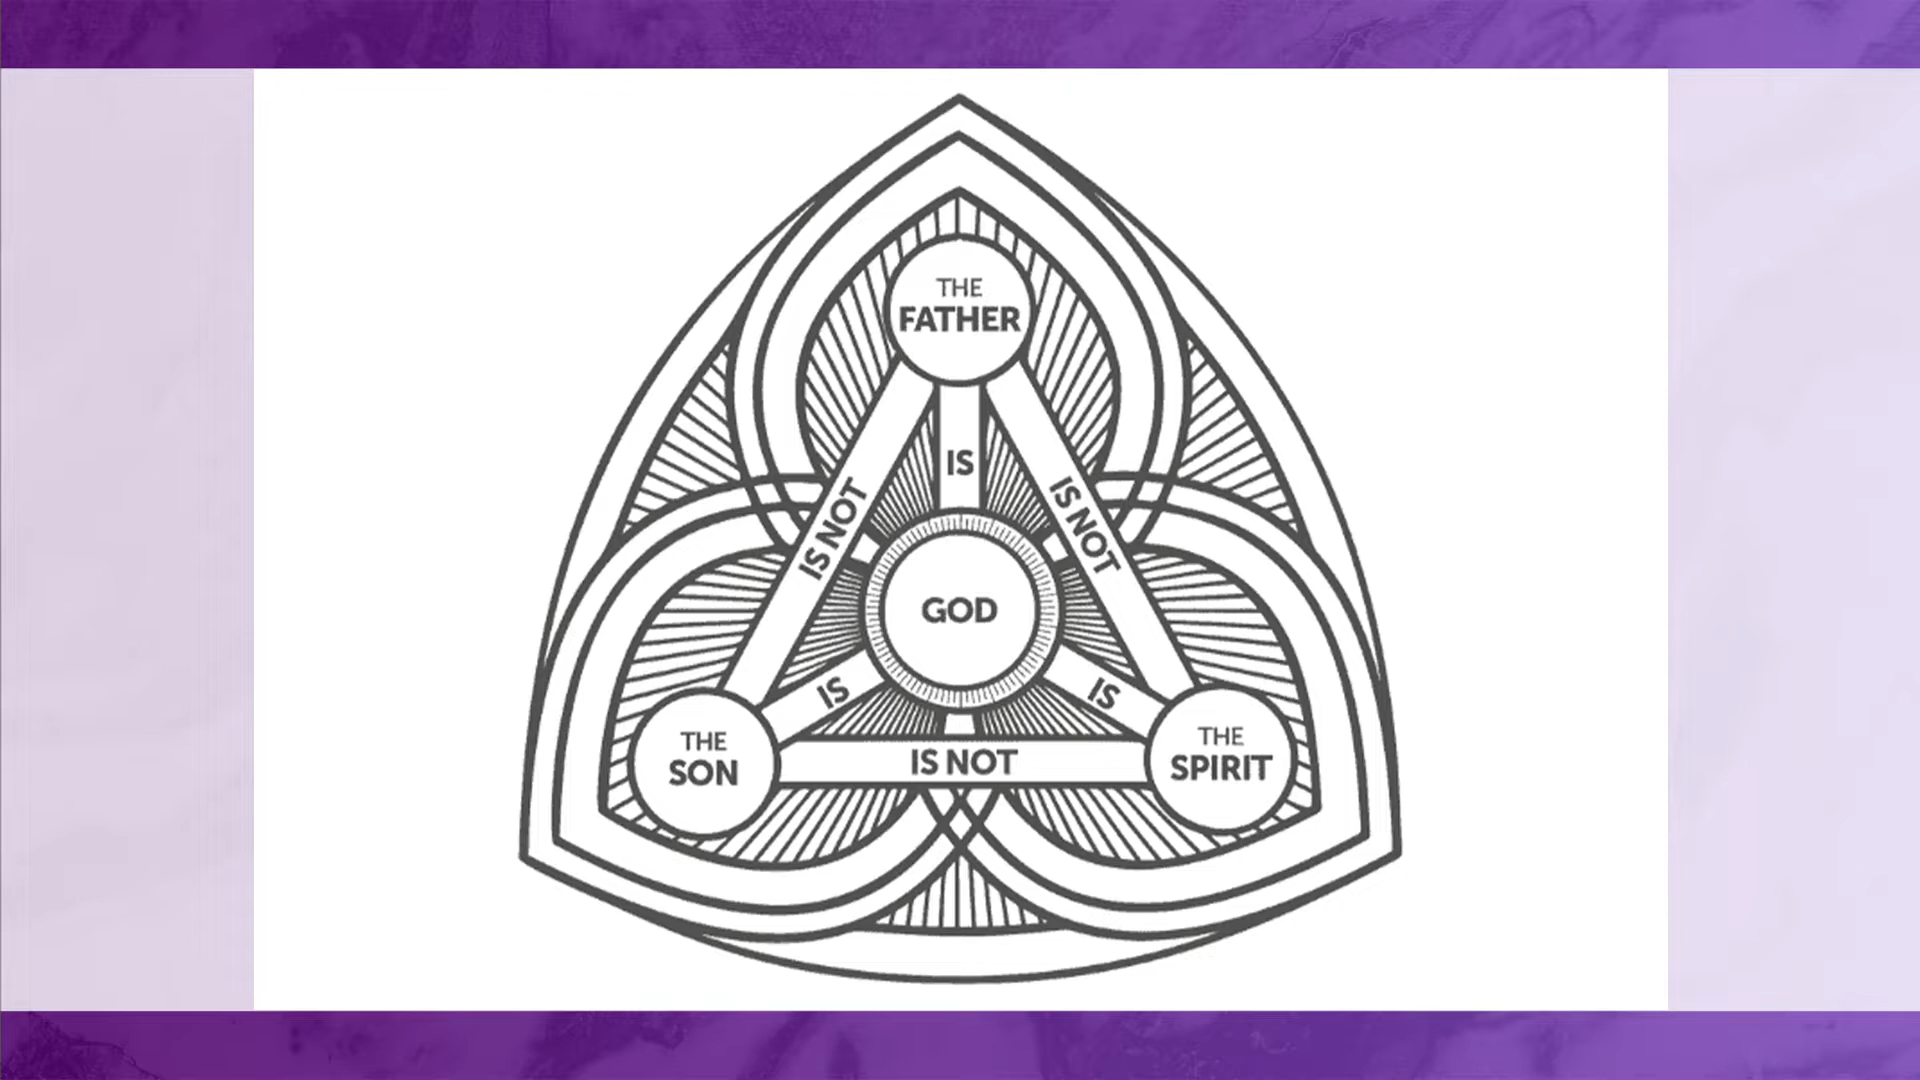 THE
FATHER
IS
IS NOT
IS NOT
GOD
IS
IS
THE
SON
IS NOT
THE
SPIRIT